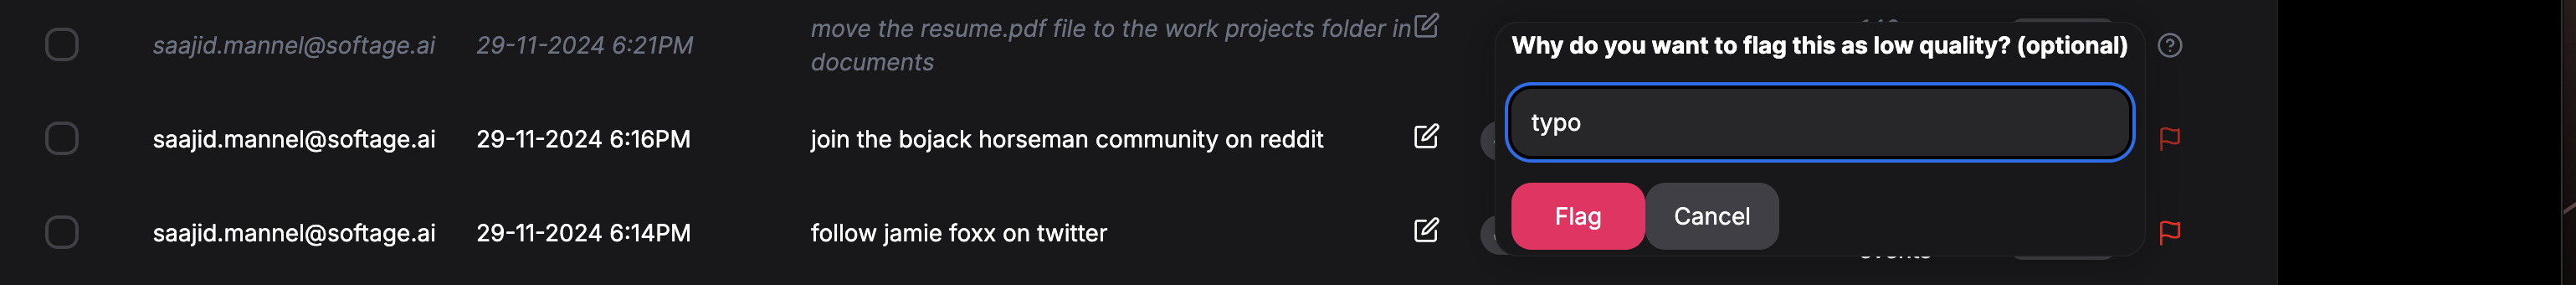 saajid.mannel@softage.ai 29-11-2024 6:21PM move the resume.pdf file to the work projects folder in
documents
Why do you want to flag this as low quality? (optional)
typo
saajid.mannel@softage.ai 29-11-2024 6:16PM join the bojack horseman community on reddit
Flag Cancel
saajid.mannel@softage.ai 29-11-2024 6:14PM follow jamie foxx on twitter